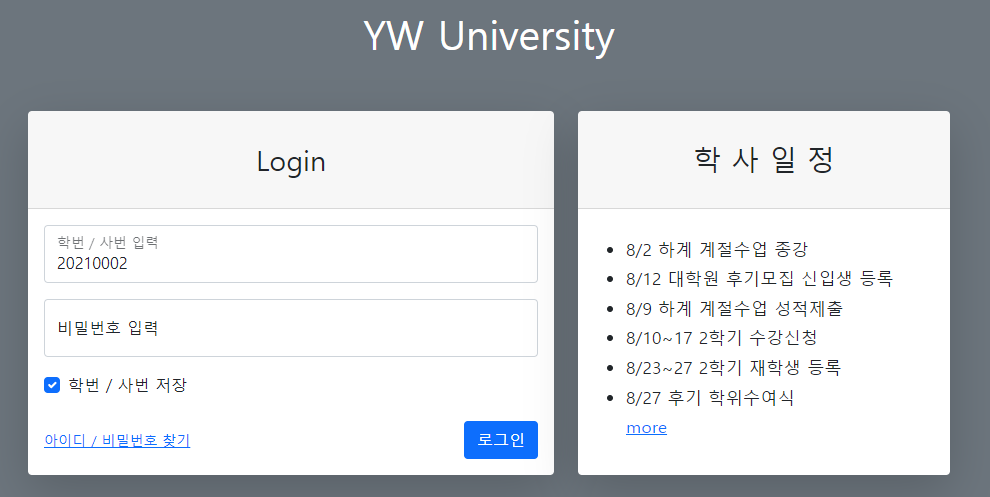 YW University
Login
학번 / 사번 입력
20210002
비밀번호 입력
학번 / 사번 저장
아이디 / 비밀번호 찾기
로그인
학 사 일 정
8/2 하계 계절수업 종강
8/12 대학원 후기모집 신입생 등록
8/9 하계 계절수업 성적제출
8/10~17 2학기 수강신청
8/23~27 2학기 재학생 등록
8/27 후기 학위수여식
more